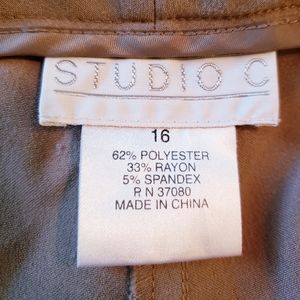 STUDIO C
16
62% POLYESTER
33% RAYON
5% SPANDEX
R N 37080
MADE IN CHINA